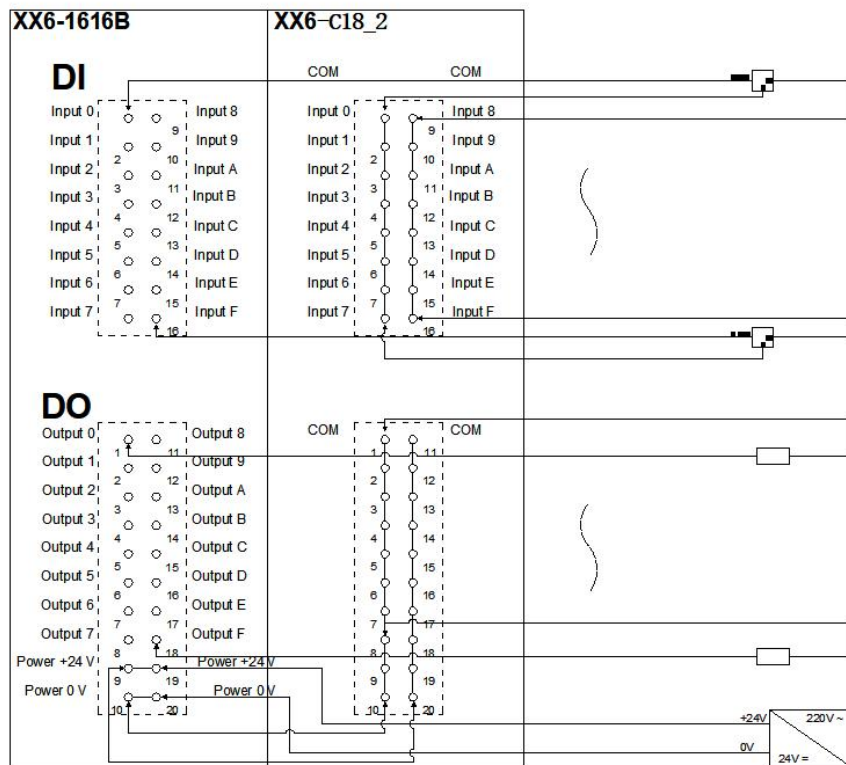 XX6-1616B XX6-C18_2
DI COM COM
Input 0 Input 8 Input 0 Input 8
9 9
Input 1 Input 9 Input 1 Input 9
2 10 2 10
Input 2 Input A Input 2 Input A
3 11 3 11
Input 3 Input B Input 3 Input B
4 12 4 12
Input 4 Input C Input 4 Input C
5 13 5 13
Input 5 Input D Input 5 Input D
6 14 6 14
Input 6 Input E Input 6 Input E
7 15 7 15
Input 7 Input F Input 7 Input F
16 16
DO
Output 0 Output 8 COM COM
1 11 1 11
Output 1 Output 9
2 12 2 12
Output 2 Output A
3 13 3 13
Output 3 Output B
4 14 4 14
Output 4 Output C
5 15 5 15
Output 5 Output D
6 16 6 16
Output 6 Output E
7 17 7 17
Output 7 Output F
8 18 8 18
Power +24 V Power +24 V
9 19 9 19
Power 0 V Power 0 V
10 20 10 20
+24V 220V ~
0V
24V =